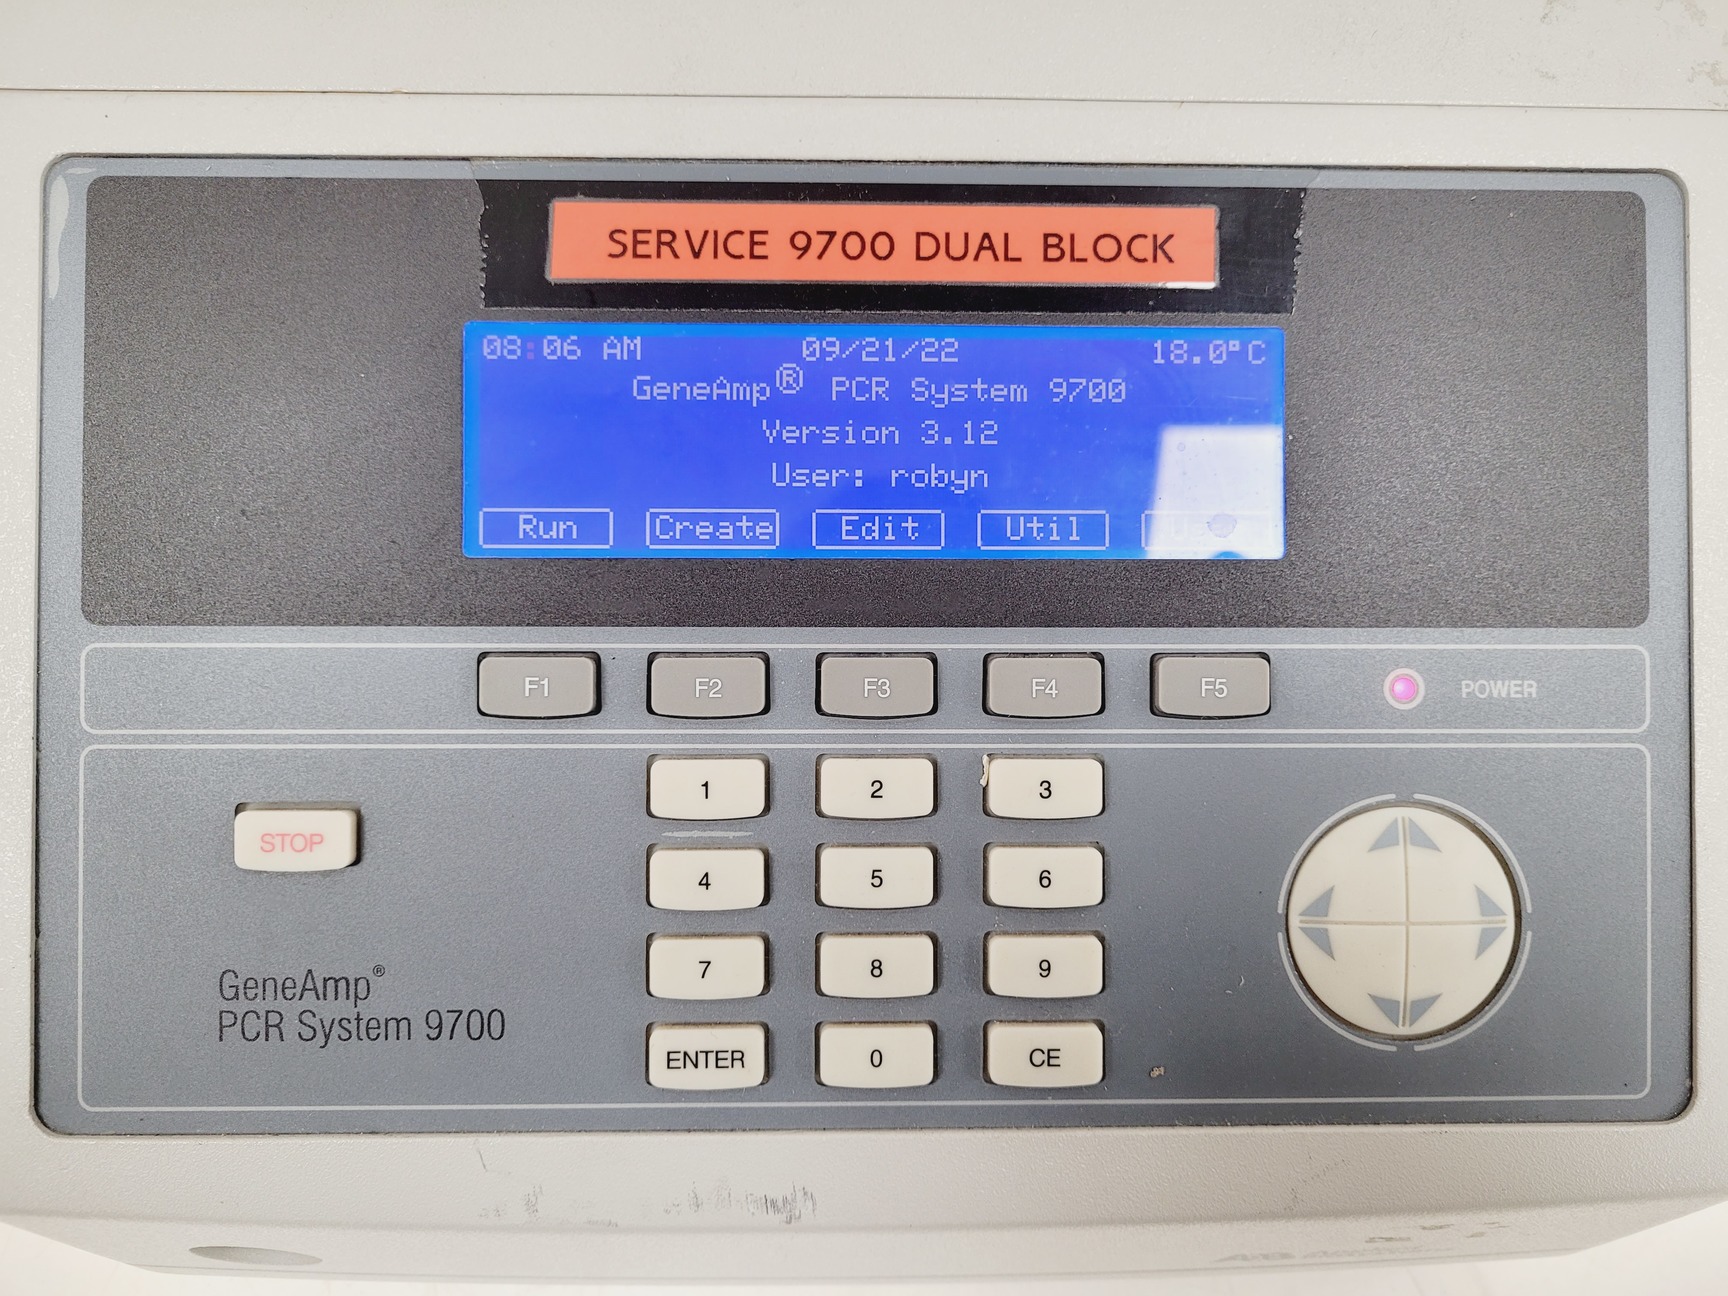 SERVICE 9700 DUAL BLOCK
08:06 AM 09/21/22 18.0°C
GeneAmp® PCR System 9700
Version 3.12
User: robyn
Run Create Edit Util
F1 F2 F3 F4 F5 POWER
1 2 3
STOP
4 5 6
7 8 9
GeneAmp®
PCR System 9700
ENTER 0 CE